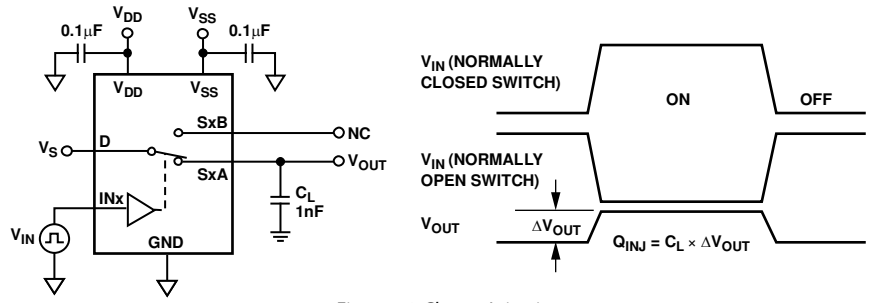 V_DD
V_SS
0.1µF
0.1µF
V_DD
V_SS
SxB
NC
V_S
D
SxA
V_OUT
C_L
1nF
INx
V_IN
GND
V_IN (NORMALLY
CLOSED SWITCH)
ON
OFF
V_IN (NORMALLY
OPEN SWITCH)
V_OUT
ΔV_OUT
Q_INJ = C_L × ΔV_OUT